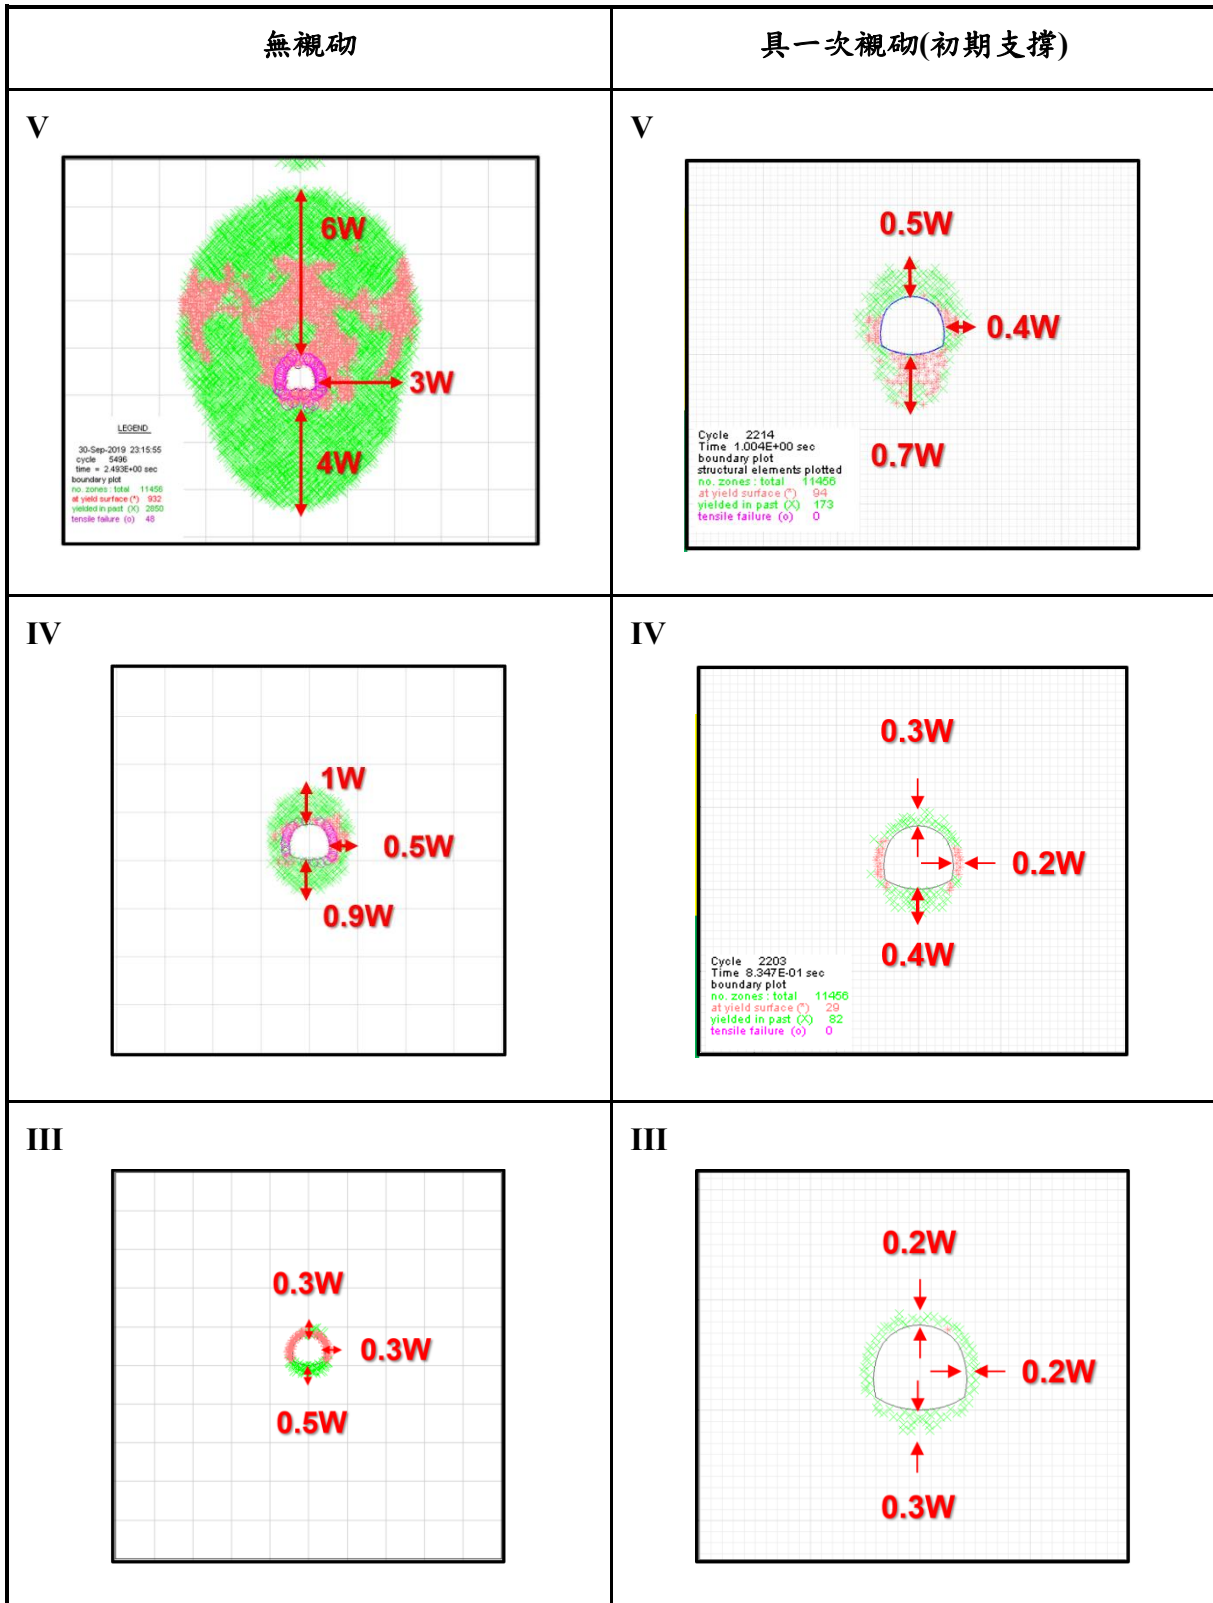 無襯砌
具一次襯砌(初期支撐)
V
6W
3W
4W
LEGEND
30-Sep-2019 23:15:55
cycle 5496
time = 2.493E+00 sec
boundary plot
no. zones : total 11456
at yield surface (*) 932
yielded in past (X) 2850
tensile failure (o) 48
V
0.5W
0.4W
0.7W
Cycle 2214
Time 1.004E+00 sec
boundary plot
structural elements plotted
no. zones : total 11456
at yield surface (*) 94
yielded in past (X) 173
tensile failure (o) 0
IV
1W
0.5W
0.9W
IV
0.3W
0.2W
0.4W
Cycle 2203
Time 8.347E-01 sec
boundary plot
no. zones : total 11456
at yield surface (*) 29
yielded in past (X) 82
tensile failure (o) 0
III
0.3W
0.3W
0.5W
III
0.2W
0.2W
0.3W